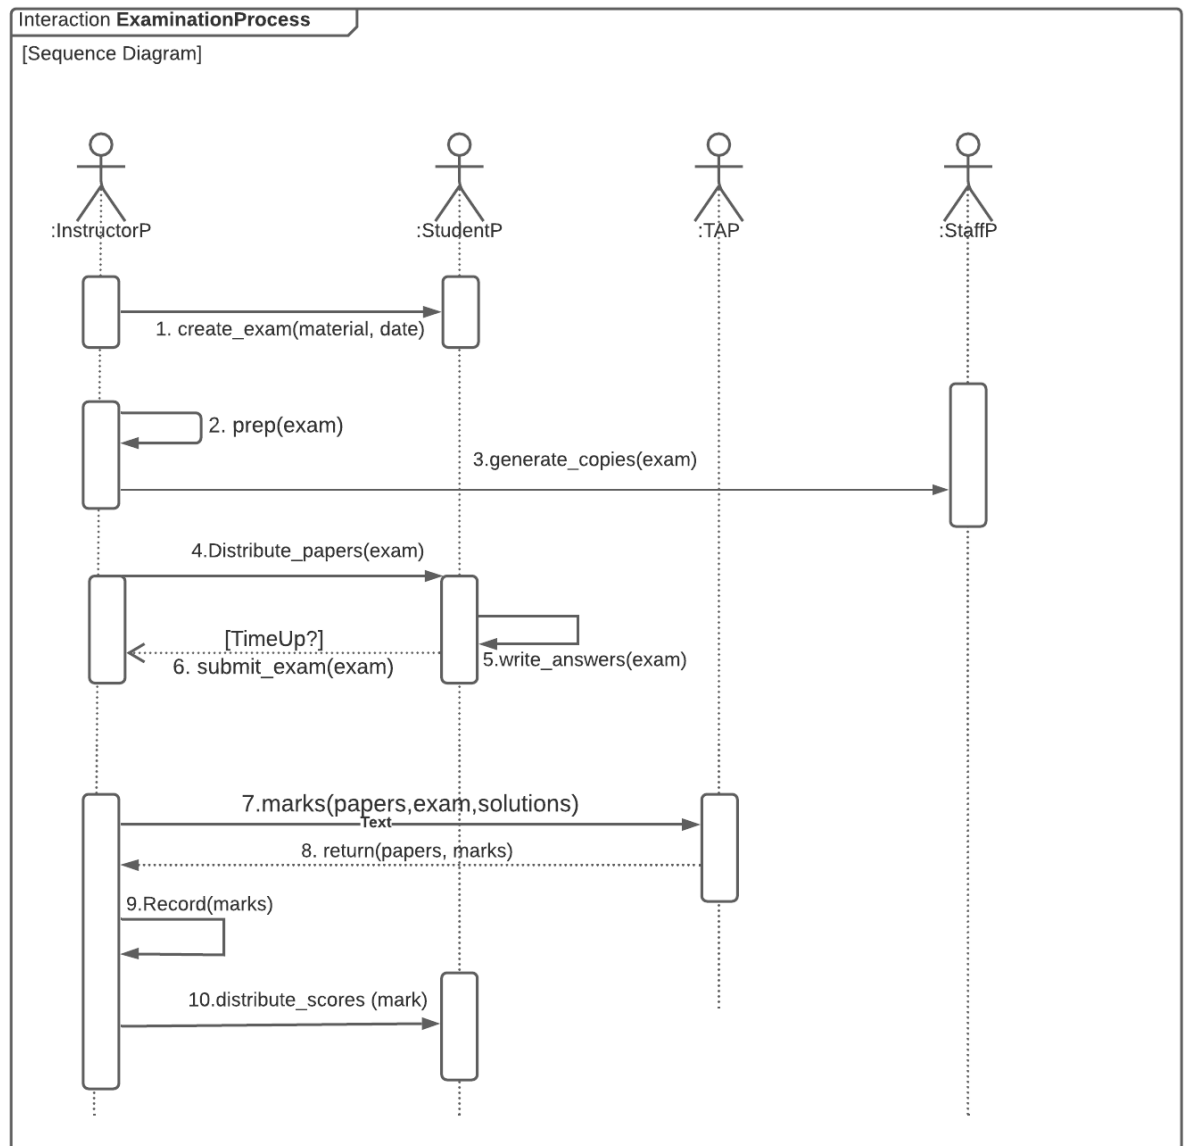 Interaction ExaminationProcess
[Sequence Diagram]
:InstructorP
:StudentP
:TAP
:StaffP
1. create_exam(material, date)
2. prep(exam)
3.generate_copies(exam)
4.Distribute_papers(exam)
[TimeUp?]
6. submit_exam(exam)
5.write_answers(exam)
7.marks(papers,exam,solutions)
Text
8. return(papers, marks)
9.Record(marks)
10.distribute_scores (mark)